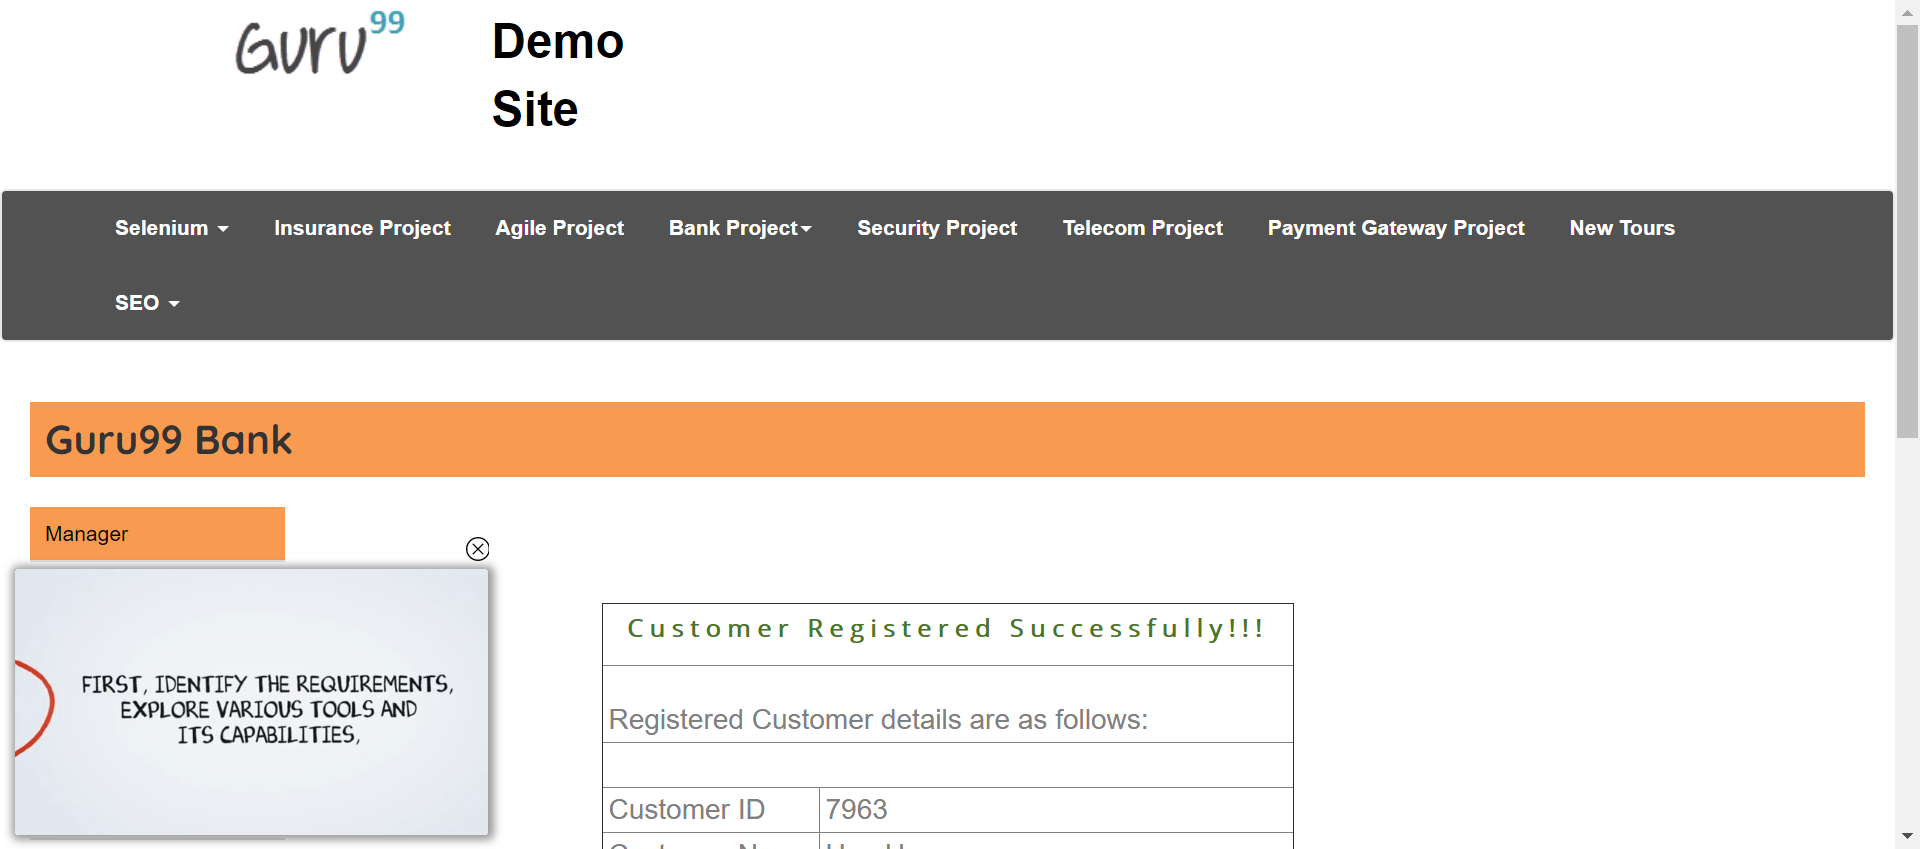 Guru99
Demo
Site
Selenium
Insurance Project
Agile Project
Bank Project
Security Project
Telecom Project
Payment Gateway Project
New Tours
SEO
Guru99 Bank
Manager
FIRST, IDENTIFY THE REQUIREMENTS,
EXPLORE VARIOUS TOOLS AND
ITS CAPABILITIES,
Customer Registered Successfully!!!
Registered Customer details are as follows:
Customer ID 7963